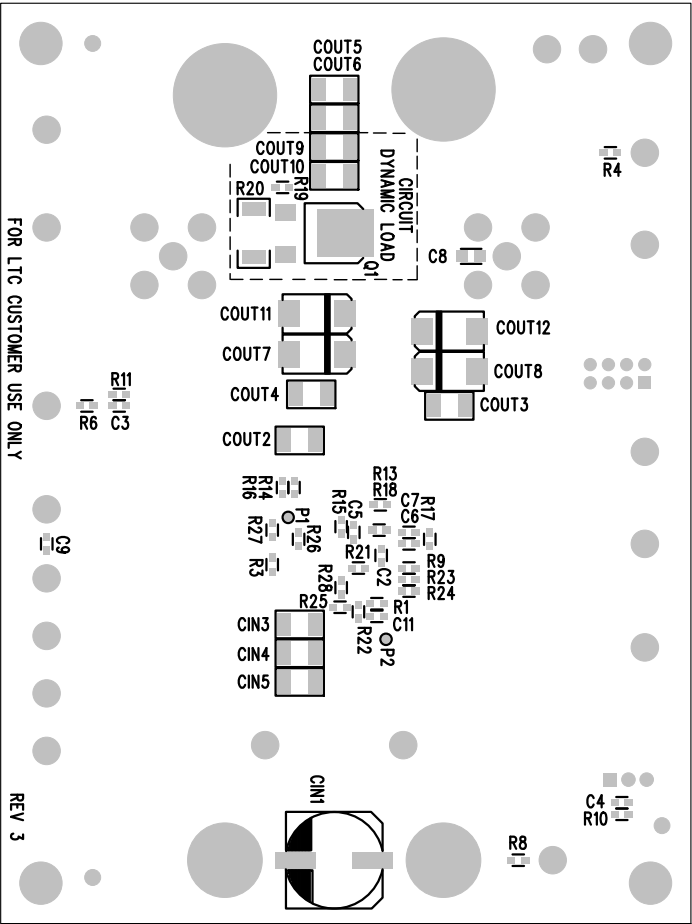 COUT5
COUT6
COUT9
COUT10
R19
R20
DYNAMIC LOAD
CIRCUIT
Q1
R4
C8
COUT11
COUT7
COUT12
COUT8
COUT4
COUT3
COUT2
R11
R6
C3
FOR LTC CUSTOMER USE ONLY
R16
R14
R13
R18
R15
C5
C7
C6
R17
P1
R27
R26
C9
R3
R21
C2
R9
R23
R24
R28
R25
R1
C11
R22
P2
CIN3
CIN4
CIN5
CIN1
REV 3
C4
R10
R8